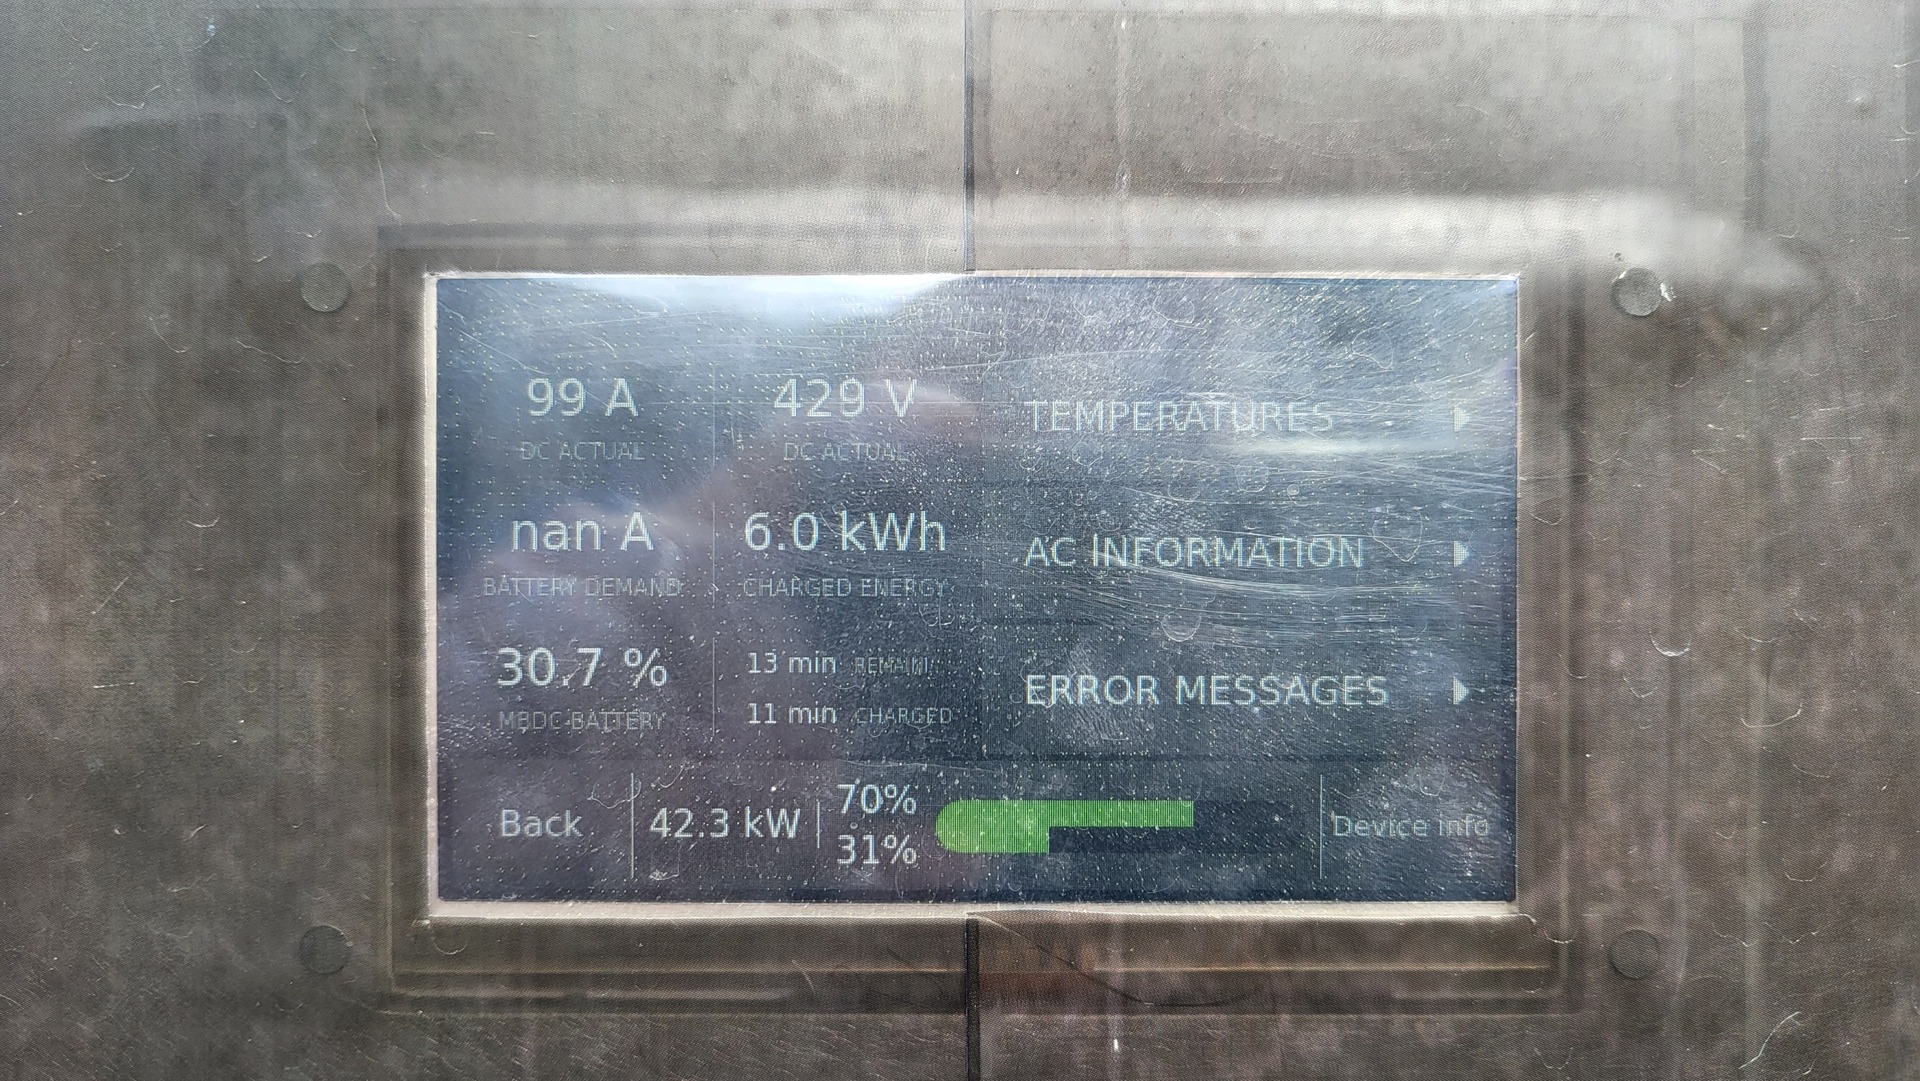 99 A
DC ACTUAL
429 V
DC ACTUAL
TEMPERATURES
nan A
BATTERY DEMAND
6.0 kWh
CHARGED ENERGY
AC INFORMATION
30.7 %
MBDC-BATTERY
13 min
11 min CHARGED
ERROR MESSAGES
Back
42.3 kW
70%
31%
Device info